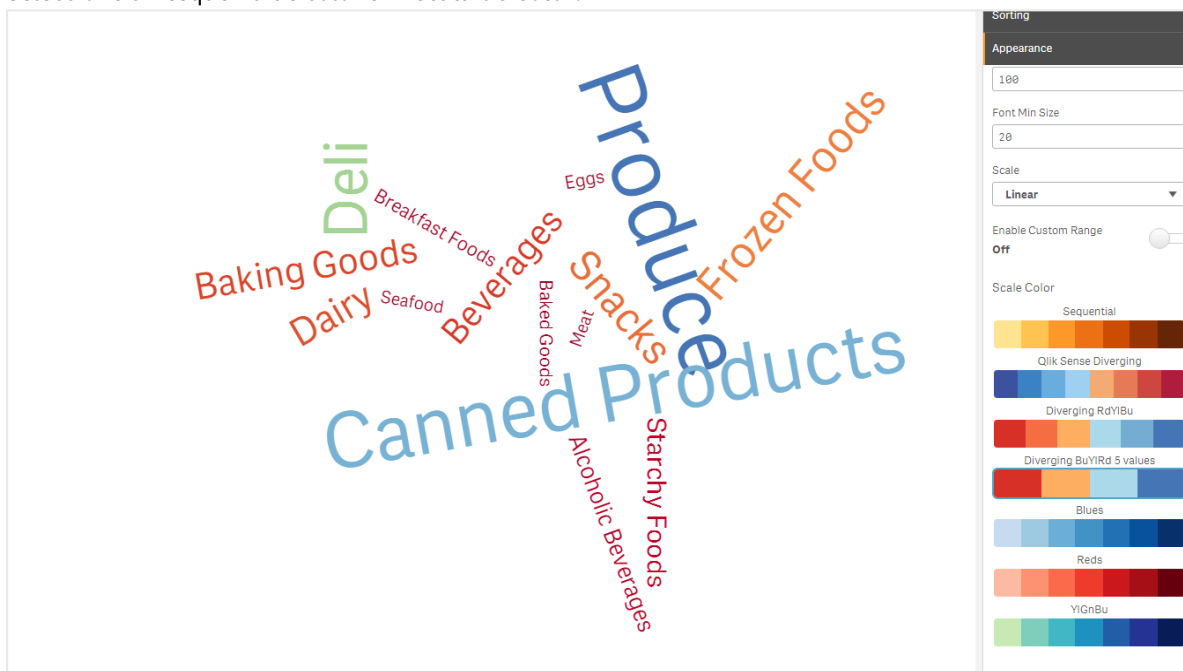 Produce
Frozen Foods
Deli
Eggs
Breakfast Foods
Beverages
Baking Goods
Snacks
Dairy
Seafood
Baked Goods
Meat
Canned Products
Starchy Foods
Alcoholic Beverages
Sorting
Appearance
100
Font Min Size
20
Scale
Linear
Enable Custom Range
Off
Scale Color
Sequential
Qlik Sense Diverging
Diverging RdYlBu
Diverging BuYlRd 5 values
Blues
Reds
YlGnBu